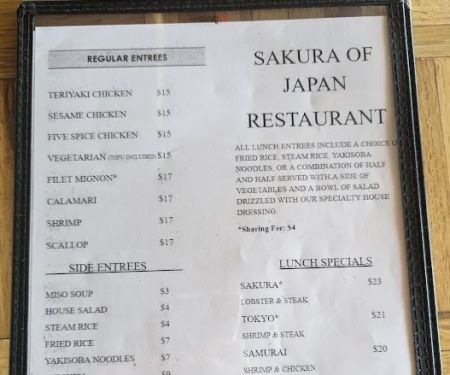 REGULAR ENTREES
TERIYAKI CHICKEN $15
SESAME CHICKEN $15
FIVE SPICE CHICKEN $15
VEGETARIAN (TOFU INCLUDED) $15
FILET MIGNON* $17
CALAMARI $17
SHRIMP $17
SCALLOP $17
SIDE ENTREES
MISO SOUP $3
HOUSE SALAD $4
STEAM RICE $4
FRIED RICE $7
YAKISOBA NOODLES $7
SAKURA OF
JAPAN
RESTAURANT
ALL LUNCH ENTREES INCLUDE A CHOICE O
FRIED RICE, STEAM RICE, YAKISOBA
NOODLES, OR A COMBINATION OF HALF
AND HALF SERVED WITH A SIDE OF
VEGETABLES AND A BOWL OF SALAD
DRIZZLED WITH OUR SPECIALTY HOUSE
DRESSING.
*Sharing Fee: $4
LUNCH SPECIALS
SAKURA* $23
LOBSTER & STEAK
TOKYO* $21
SHRIMP & STEAK
SAMURAI $20
SHRIMP & CHICKEN